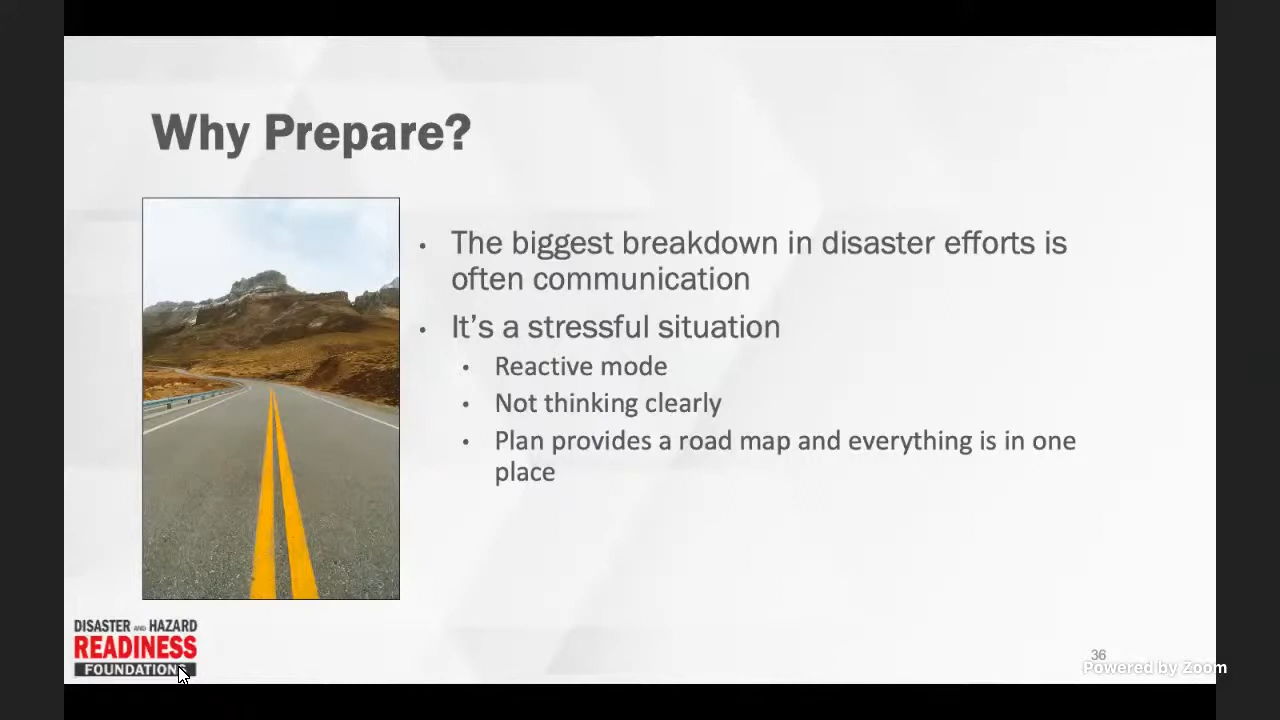 Why Prepare?
• The biggest breakdown in disaster efforts is
often communication
• It's a stressful situation
• Reactive mode
• Not thinking clearly
• Plan provides a road map and everything is in one
place
DISASTER AND HAZARD
READINESS
FOUNDATIONS
36
Powered by Zoom